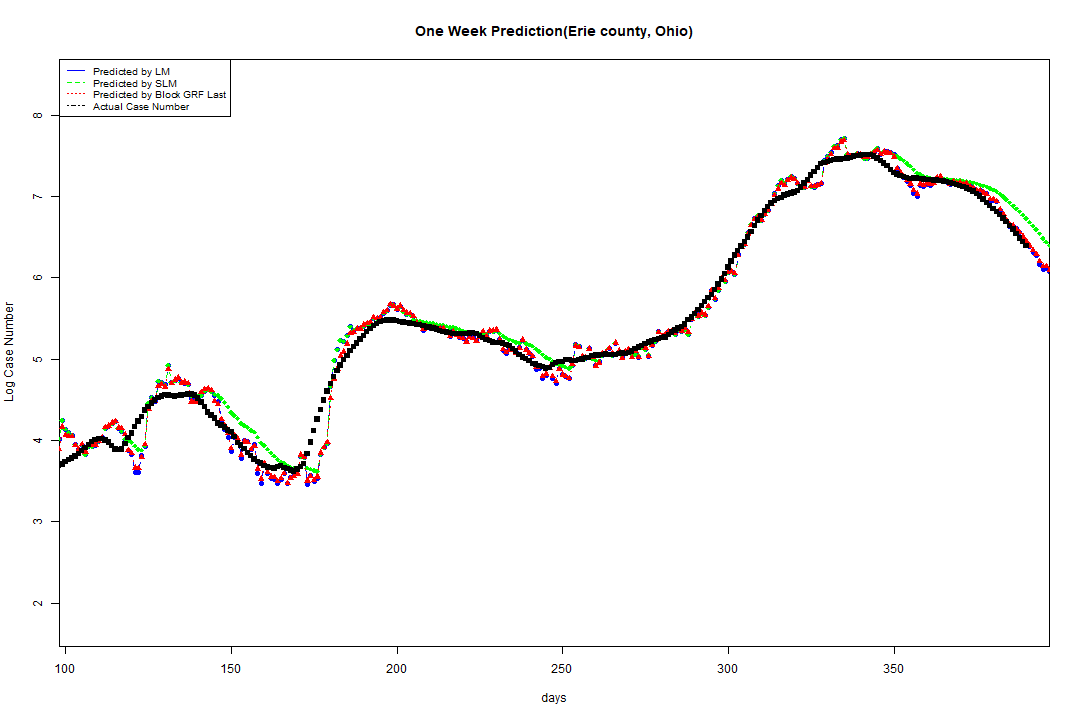 One Week Prediction(Erie county, Ohio)
Predicted by LM
Predicted by SLM
Predicted by Block GRF Last
Actual Case Number
Log Case Number
8
7
6
5
4
3
2
100 150 200 250 300 350
days